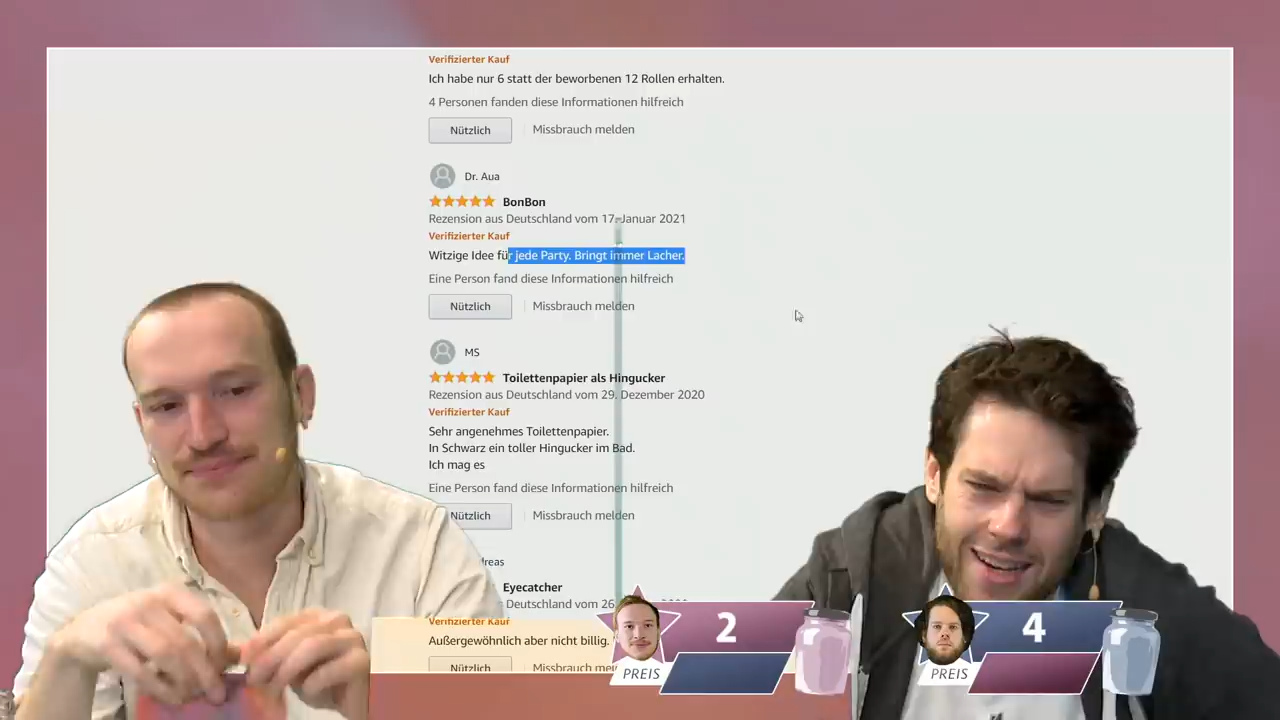 Verifizierter Kauf
Ich habe nur 6 statt der beworbenen 12 Rollen erhalten.
4 Personen fanden diese Informationen hilfreich
Nützlich
Missbrauch melden
Dr. Aua
BonBon
Rezension aus Deutschland vom 17. Januar 2021
Verifizierter Kauf
Witzige Idee für jede Party. Bringt immer Lacher.
Eine Person fand diese Informationen hilfreich
Nützlich
Missbrauch melden
MS
Toilettenpapier als Hingucker
Rezension aus Deutschland vom 29. Dezember 2020
Verifizierter Kauf
Sehr angenehmes Toilettenpapier.
In Schwarz ein toller Hingucker im Bad.
Ich mag es
Eine Person fand diese Informationen hilfreich
Nützlich
Missbrauch melden
reas
Eyecatcher
Deutschland vom 26.
Verifizierter Kauf
Außergewöhnlich aber nicht billig.
Nützlich
Missbrauch
2
4
PREIS
PREIS